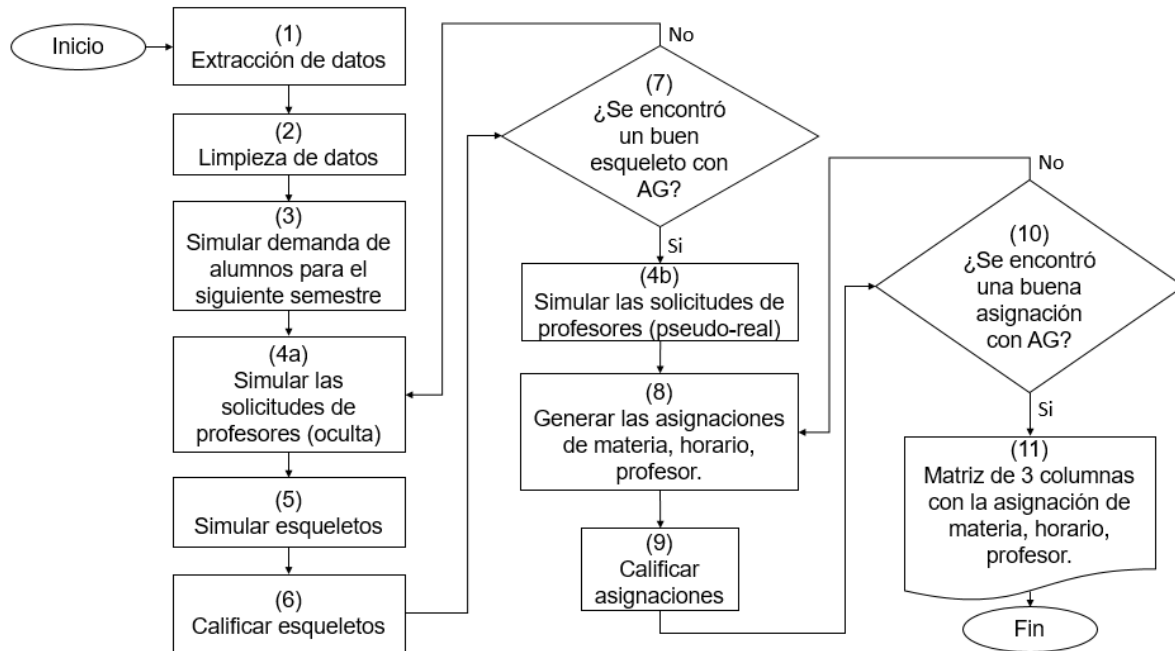 Inicio
(1)
Extracción de datos
(2)
Limpieza de datos
(3)
Simular demanda de
alumnos para el
siguiente semestre
(4a)
Simular las
solicitudes de
profesores (oculta)
(5)
Simular esqueletos
(6)
Calificar esqueletos
No
(7)
¿Se encontró
un buen
esqueleto con
AG?
Si
(4b)
Simular las solicitudes de
profesores (pseudo-real)
(8)
Generar las asignaciones
de materia, horario,
profesor.
(9)
Calificar
asignaciones
No
(10)
¿Se encontró
una buena
asignación
con AG?
Si
(11)
Matriz de 3 columnas
con la asignación de
materia, horario,
profesor.
Fin